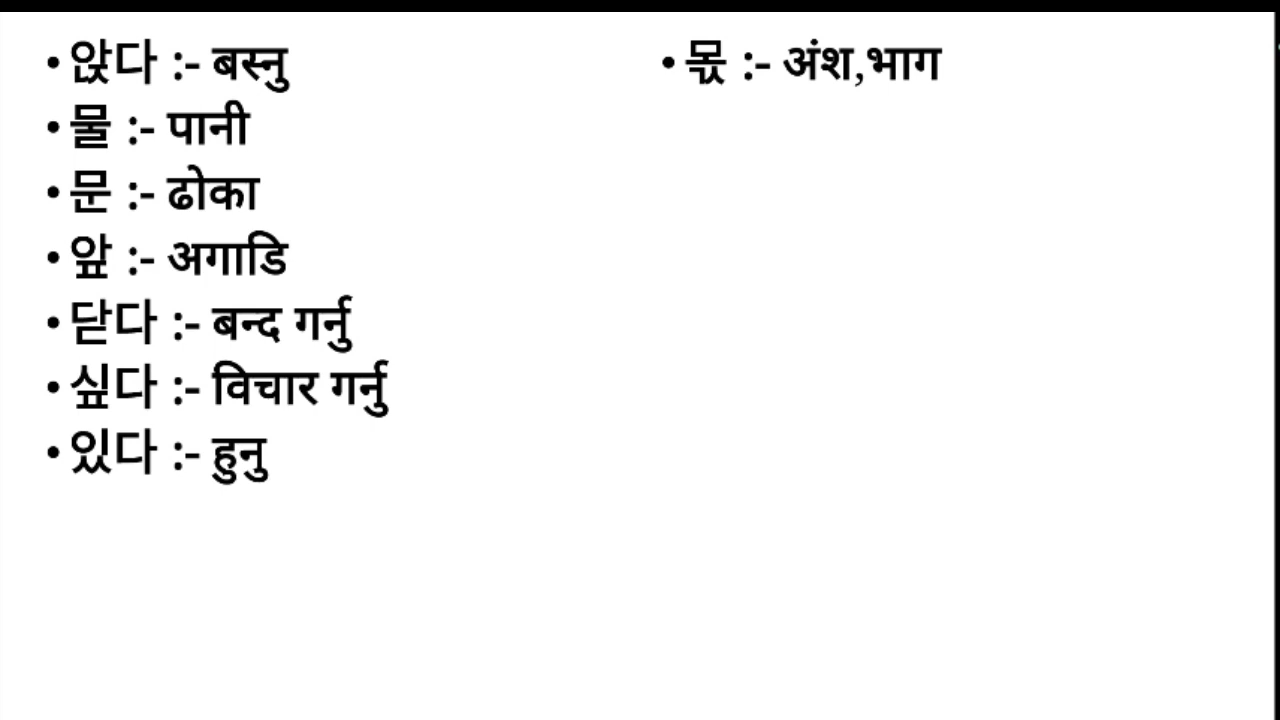 • 앉다 :- बस्नु
• 물 :- पानी
• 문 :- ढोका
• 앞 :- अगाडि
• 닫다 :- बन्द गर्नु
• 싶다 :- विचार गर्नु
• 있다 :- हुनु
• 몫 :- अंश,भाग